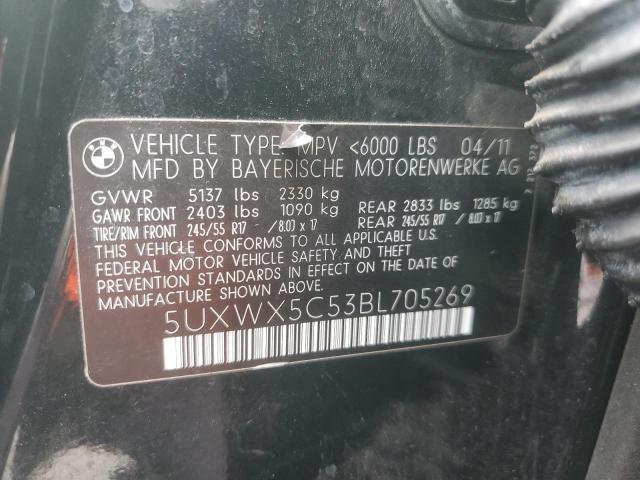 BMW
VEHICLE TYPE: MPV <6000 LBS 04/11
MFD BY BAYERISCHE MOTORENWERKE AG
GVWR 5137 lbs 2330 kg
GAWR FRONT 2403 lbs 1090 kg REAR 2833 lbs 1285 kg
TIRE/RIM FRONT 245/55 R17 / 8.0J x 17 REAR 245/55 R17 / 8.0J x 17
THIS VEHICLE CONFORMS TO ALL APPLICABLE U.S.
FEDERAL MOTOR VEHICLE SAFETY AND THEFT
PREVENTION STANDARDS IN EFFECT ON THE DATE OF
MANUFACTURE SHOWN ABOVE.
5UXWX5C53BL705269